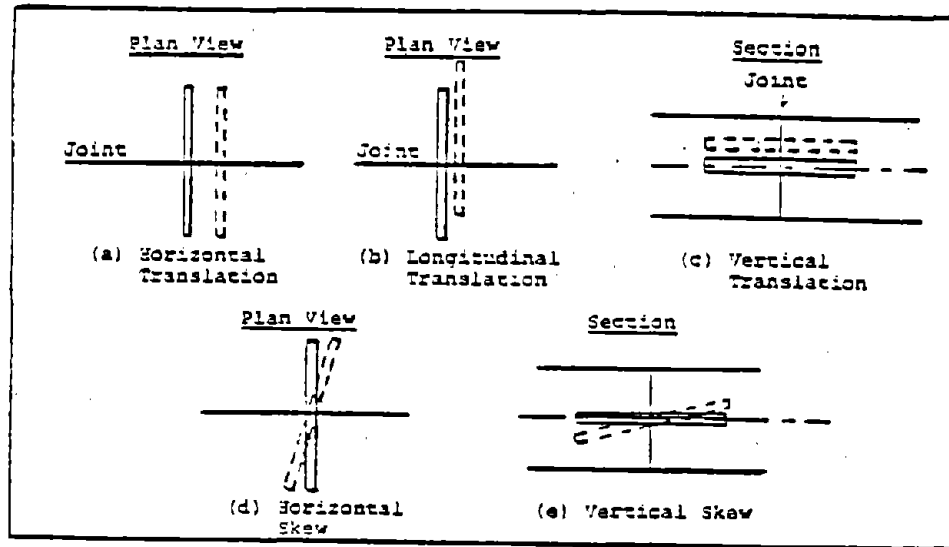 Plan View
Plan View
Section
Joint
Joint
Joint
(a) Horizontal
Translation
(b) Longitudinal
Translation
(c) Vertical
Translation
Plan View
Section
(d) Horizontal
Skew
(e) Vertical Skew